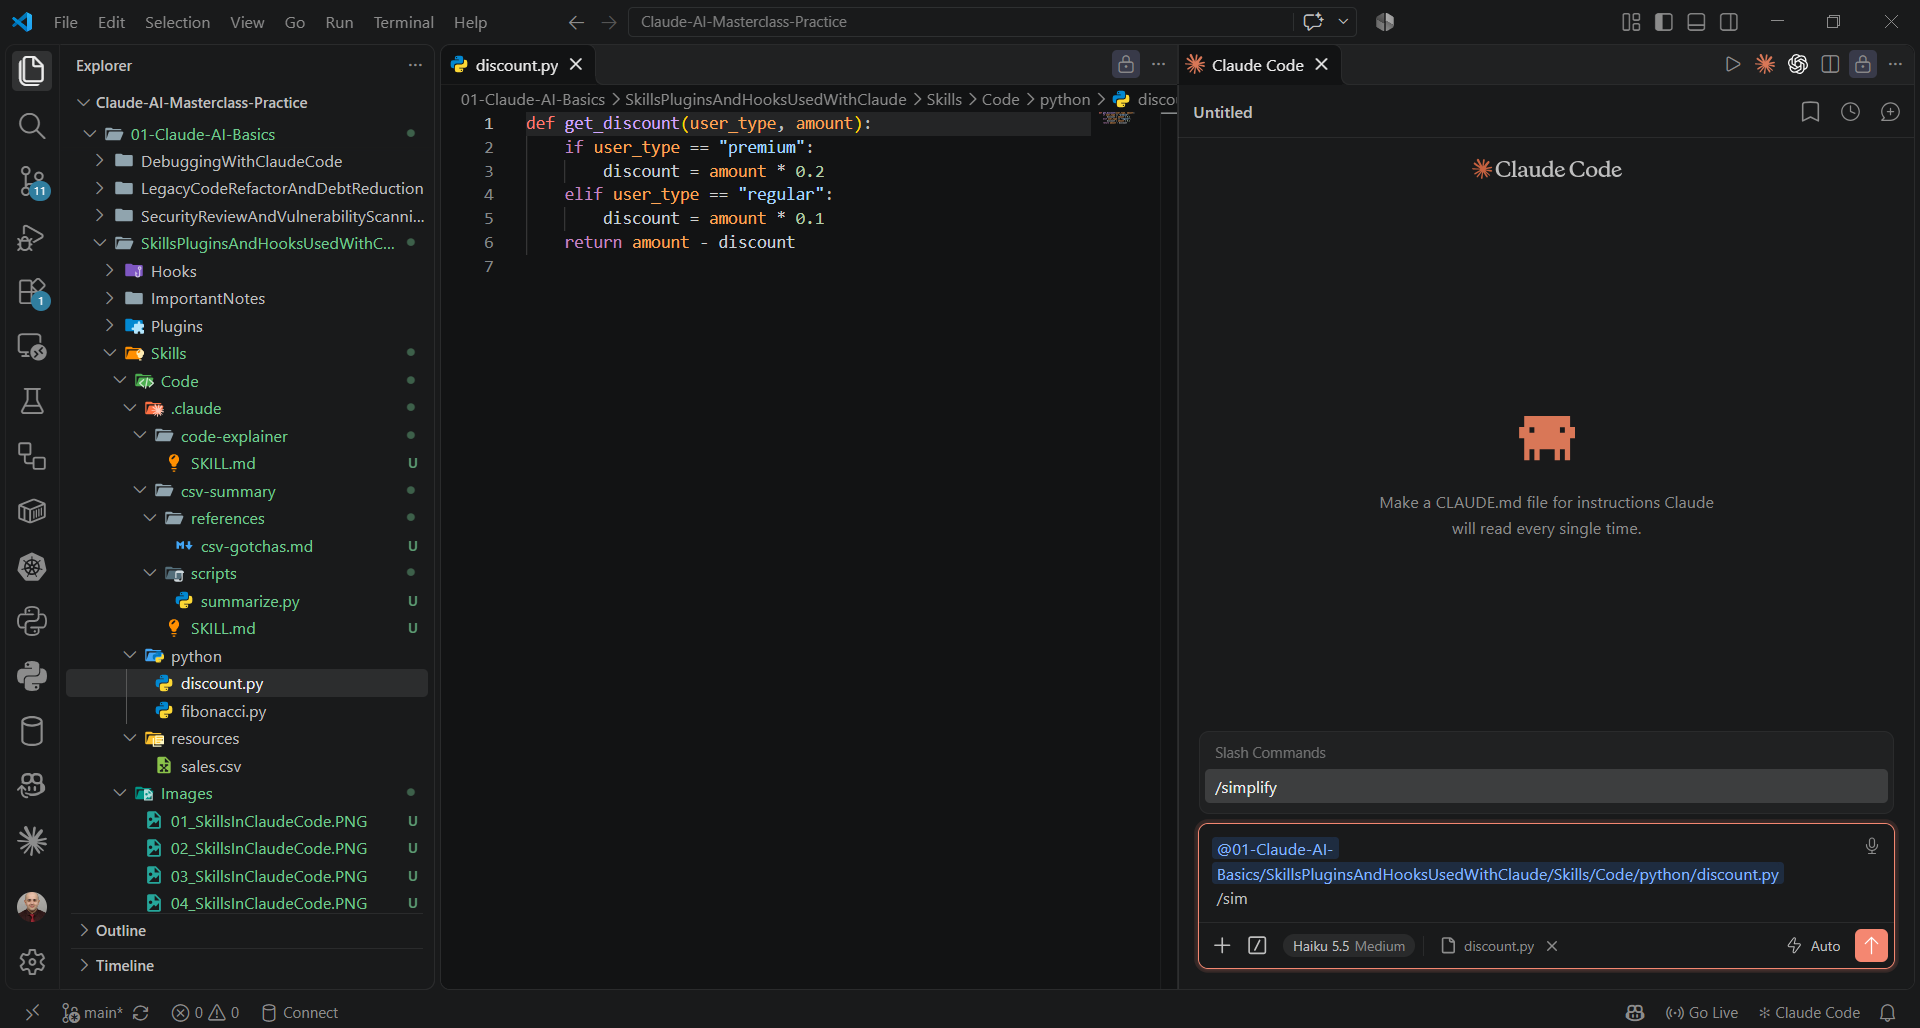 File Edit Selection View Go Run Terminal Help
Claude-AI-Masterclass-Practice
Explorer
Claude-AI-Masterclass-Practice
01-Claude-AI-Basics
DebuggingWithClaudeCode
LegacyCodeRefactorAndDebtReduction
SecurityReviewAndVulnerabilityScanni...
SkillsPluginsAndHooksUsedWithC...
Hooks
ImportantNotes
Plugins
Skills
Code
.claude
code-explainer
SKILL.md U
csv-summary
references
csv-gotchas.md U
scripts
summarize.py U
SKILL.md U
python
discount.py
fibonacci.py
resources
sales.csv
Images
01_SkillsInClaudeCode.PNG U
02_SkillsInClaudeCode.PNG U
03_SkillsInClaudeCode.PNG U
04_SkillsInClaudeCode.PNG U
Outline
Timeline
11
1
discount.py
01-Claude-AI-Basics > SkillsPluginsAndHooksUsedWithClaude > Skills > Code > python > disco
1 def get_discount(user_type, amount):
2 if user_type == "premium":
3 discount = amount * 0.2
4 elif user_type == "regular":
5 discount = amount * 0.1
6 return amount - discount
7
Claude Code
Untitled
Claude Code
Make a CLAUDE.md file for instructions Claude
will read every single time.
Slash Commands
/simplify
@01-Claude-AI-
Basics/SkillsPluginsAndHooksUsedWithClaude/Skills/Code/python/discount.py
/sim
Haiku 5.5 Medium discount.py Auto
main* 0 0 Connect Go Live Claude Code